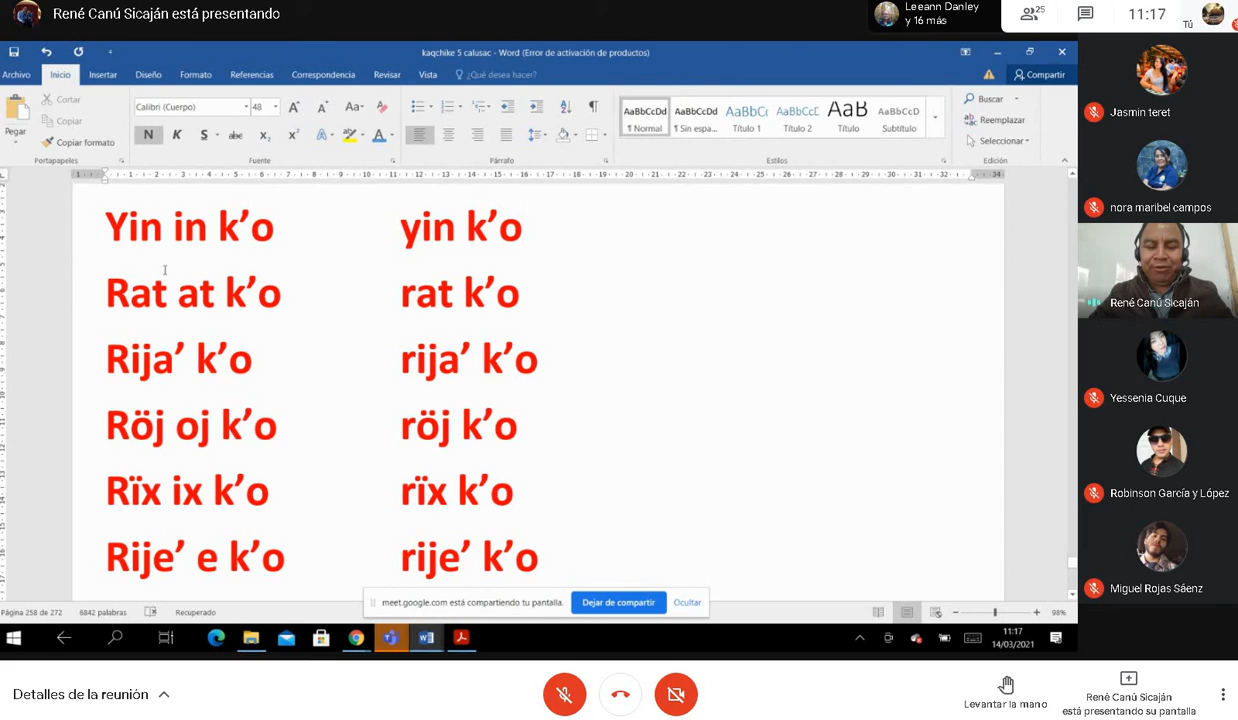 René Canú Sicaján está presentando
Leeann Danley
y 16 más
25
11:17
Tú
kaqchike 5 calusac - Word (Error de activación de productos)
Archivo Inicio Insertar Diseño Formato Referencias Correspondencia Revisar Vista ¿Qué desea hacer? Compartir
Pegar
Cortar
Copiar
Copiar formato
Portapapeles
Calibri (Cuerpo) 48
N K S abc x₂ x²
Fuente
Párrafo
AaBbCcDd AaBbCcDd AaBbCc AaBbCcC AaB AaBbCcD
¶ Normal ¶ Sin espa... Título 1 Título 2 Título Subtítulo
Estilos
Buscar
Reemplazar
Seleccionar
Edición
Yin in k’o yin k’o
Rat at k’o rat k’o
Rija’ k’o rija’ k’o
Röj oj k’o röj k’o
Rïx ix k’o rïx k’o
Rije’ e k’o rije’ k’o
meet.google.com está compartiendo tu pantalla. Dejar de compartir Ocultar
Página 258 de 272 6842 palabras Recuperado 98%
11:17
14/03/2021
Jasmin teret
nora maribel campos
René Canú Sicaján
Yessenia Cuque
Robinson García y López
Miguel Rojas Sáenz
Detalles de la reunión
Levantar la mano
René Canú Sicaján
está presentando su pantalla